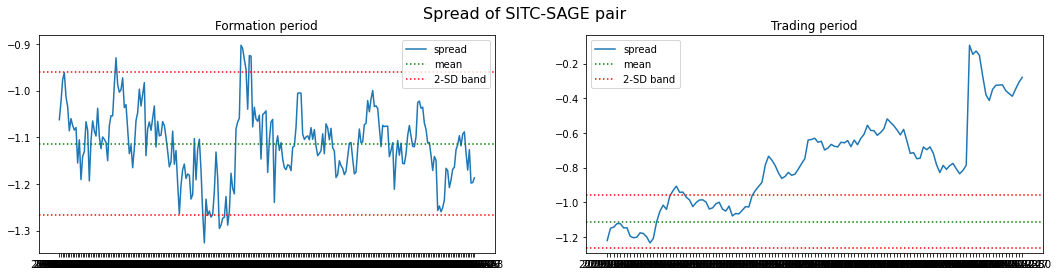 Spread of SITC-SAGE pair
Formation period
−0.9
−1.0
−1.1
−1.2
−1.3
spread
mean
2-SD band
Trading period
−0.2
−0.4
−0.6
−0.8
−1.0
−1.2
spread
mean
2-SD band